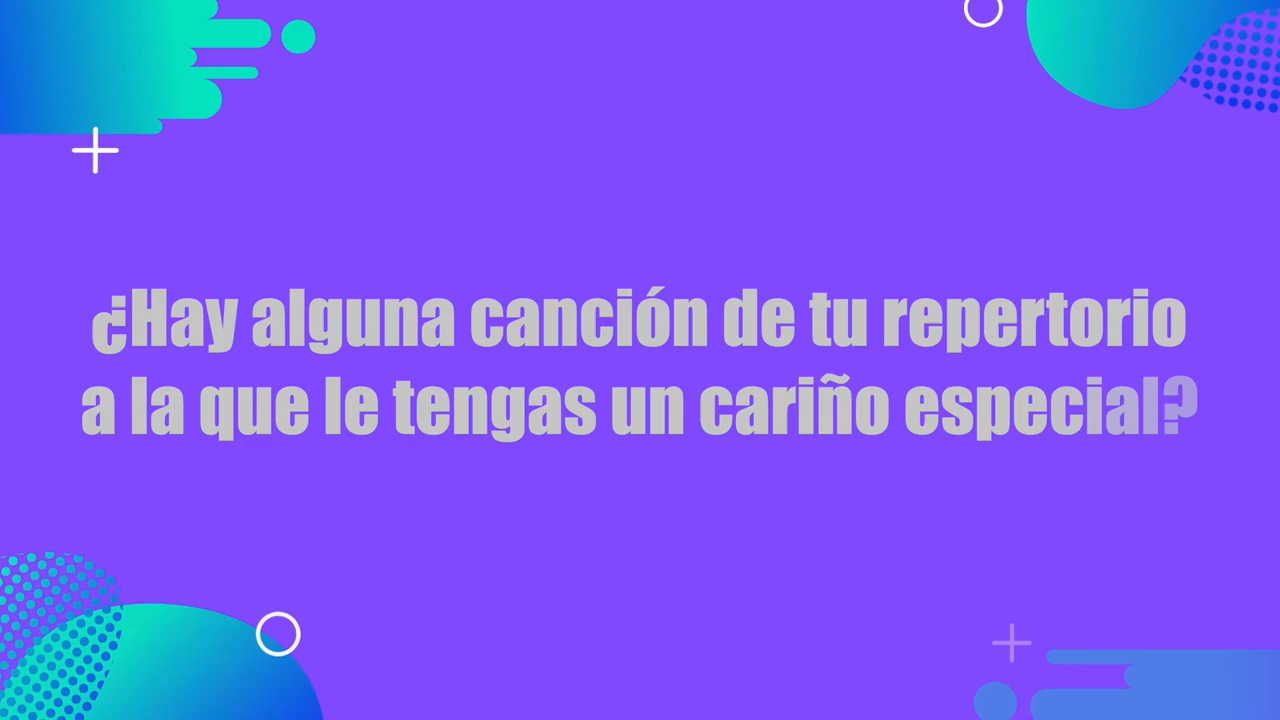 ¿Hay alguna canción de tu repertorio
a la que le tengas un cariño especial?